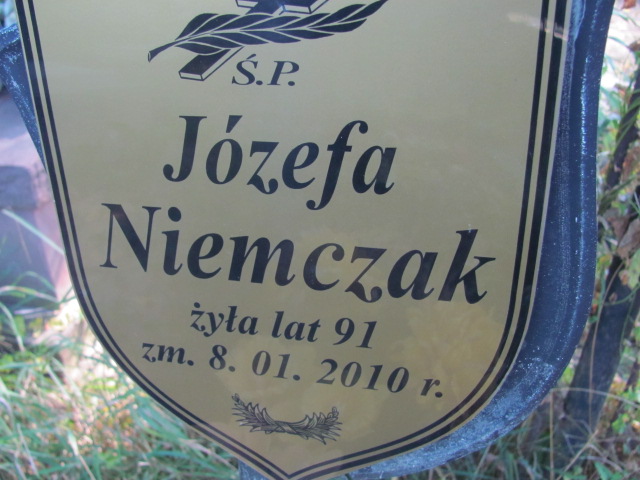 Ś.P.
Józefa
Niemczak
żyła lat 91
zm. 8. 01. 2010 r.